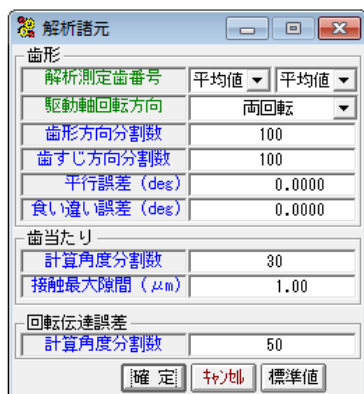 解析諸元
歯形
解析測定歯番号 平均値 平均値
駆動軸回転方向 両回転
歯形方向分割数 100
歯すじ方向分割数 100
平行誤差(deg) 0.0000
食い違い誤差(deg) 0.0000
歯当たり
計算角度分割数 30
接触最大隙間(μm) 1.00
回転伝達誤差
計算角度分割数 50
確 定 ｷｬﾝｾﾙ 標準値